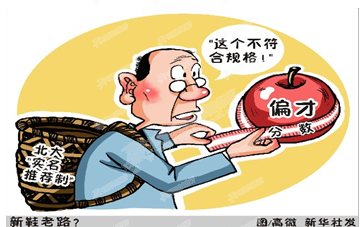 "这个不符
合规格！"
偏才
分数
北大
"实名
推荐制"
新鞋老路？
图/高微 新华社发